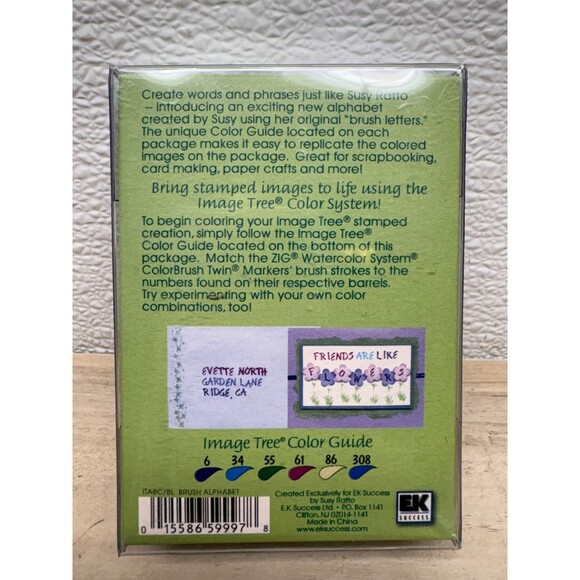 Create words and phrases just like Susy Ratto
-- introducing an exciting new alphabet
created by Susy using her original "brush letters."
The unique Color Guide located on each
package makes it easy to replicate the colored
images on the package. Great for scrapbooking,
card making, paper crafts and more!
Bring stamped images to life using the
Image Tree® Color System!
To begin coloring your Image Tree® stamped
creation, simply follow the Image Tree®
Color Guide located on the bottom of this
package. Match the ZIG® Watercolor System®
ColorBrush Twin® Markers' brush strokes to the
numbers found on their respective barrels.
Try experimenting with your own color
combinations, too!
EVETTE NORTH
GARDEN LANE
RIDGE, CA
FRIENDS ARE LIKE
FLOWERS
Image Tree® Color Guide
6 34 55 61 86 308
ITABC/BL BRUSH ALPHABET
0 15586 59997 8
Created Exclusively for EK Success
by Susy Ratto
E.K. Success Ltd. • P.O. Box 1141
Clifton, NJ 07014-1141
Made in China
www.eksuccess.com
EK
SUCCESS